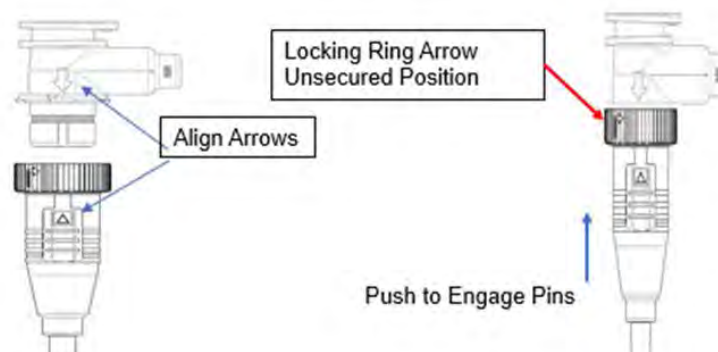 Locking Ring Arrow
Unsecured Position
Align Arrows
Push to Engage Pins